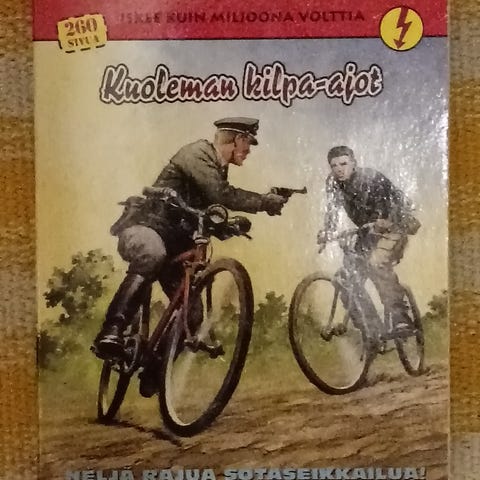 ISKEE KUIN MILJOONA VOLTTIA
260
SIVUA
Kuoleman kilpa-ajot
NELJÄ RAJUA SOTASEIKKAILUA!